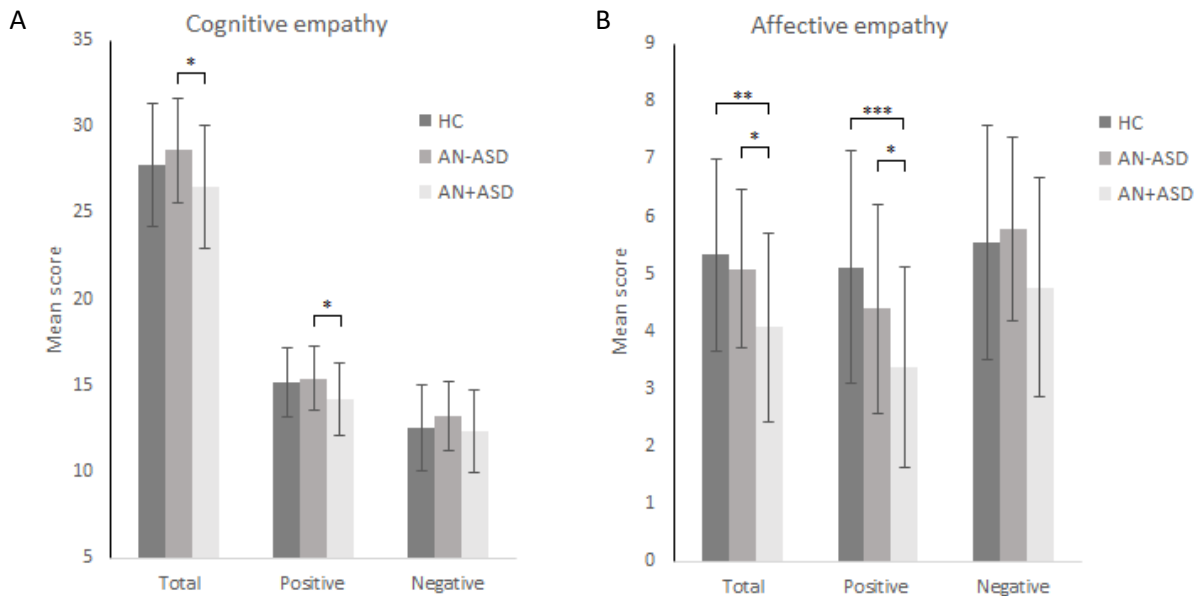 A
Cognitive empathy
35
30
25
20
15
10
5
Mean score
*
*
HC
AN-ASD
AN+ASD
Total
Positive
Negative
B
Affective empathy
9
8
7
6
5
4
3
2
1
0
Mean score
**
*
***
*
HC
AN-ASD
AN+ASD
Total
Positive
Negative